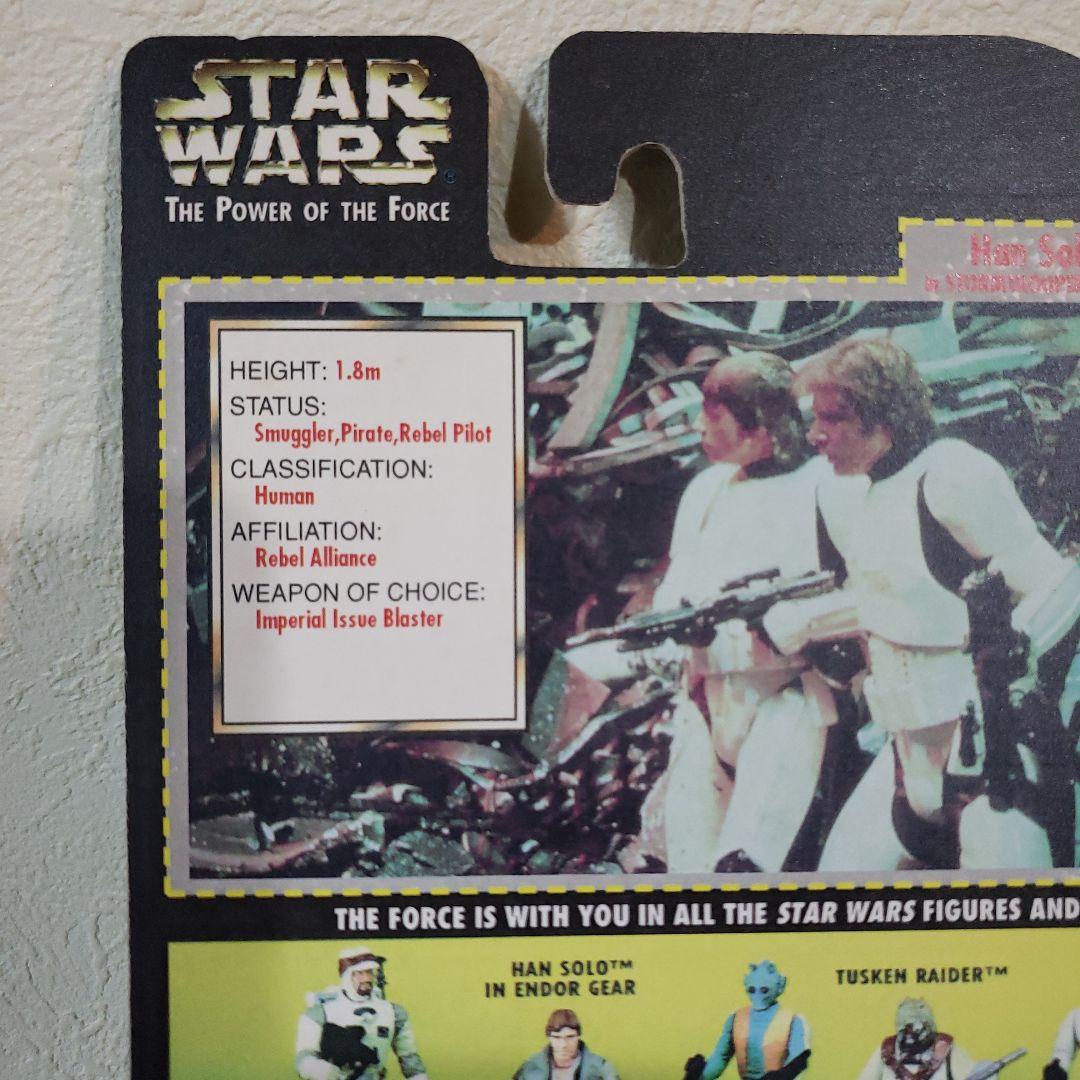 STAR
WARS
THE POWER OF THE FORCE
Han Sol
HEIGHT: 1.8m
STATUS:
Smuggler,Pirate,Rebel Pilot
CLASSIFICATION:
Human
AFFILIATION:
Rebel Alliance
WEAPON OF CHOICE:
Imperial Issue Blaster
THE FORCE IS WITH YOU IN ALL THE STAR WARS FIGURES AND
HAN SOLO™
IN ENDOR GEAR
TUSKEN RAIDER™